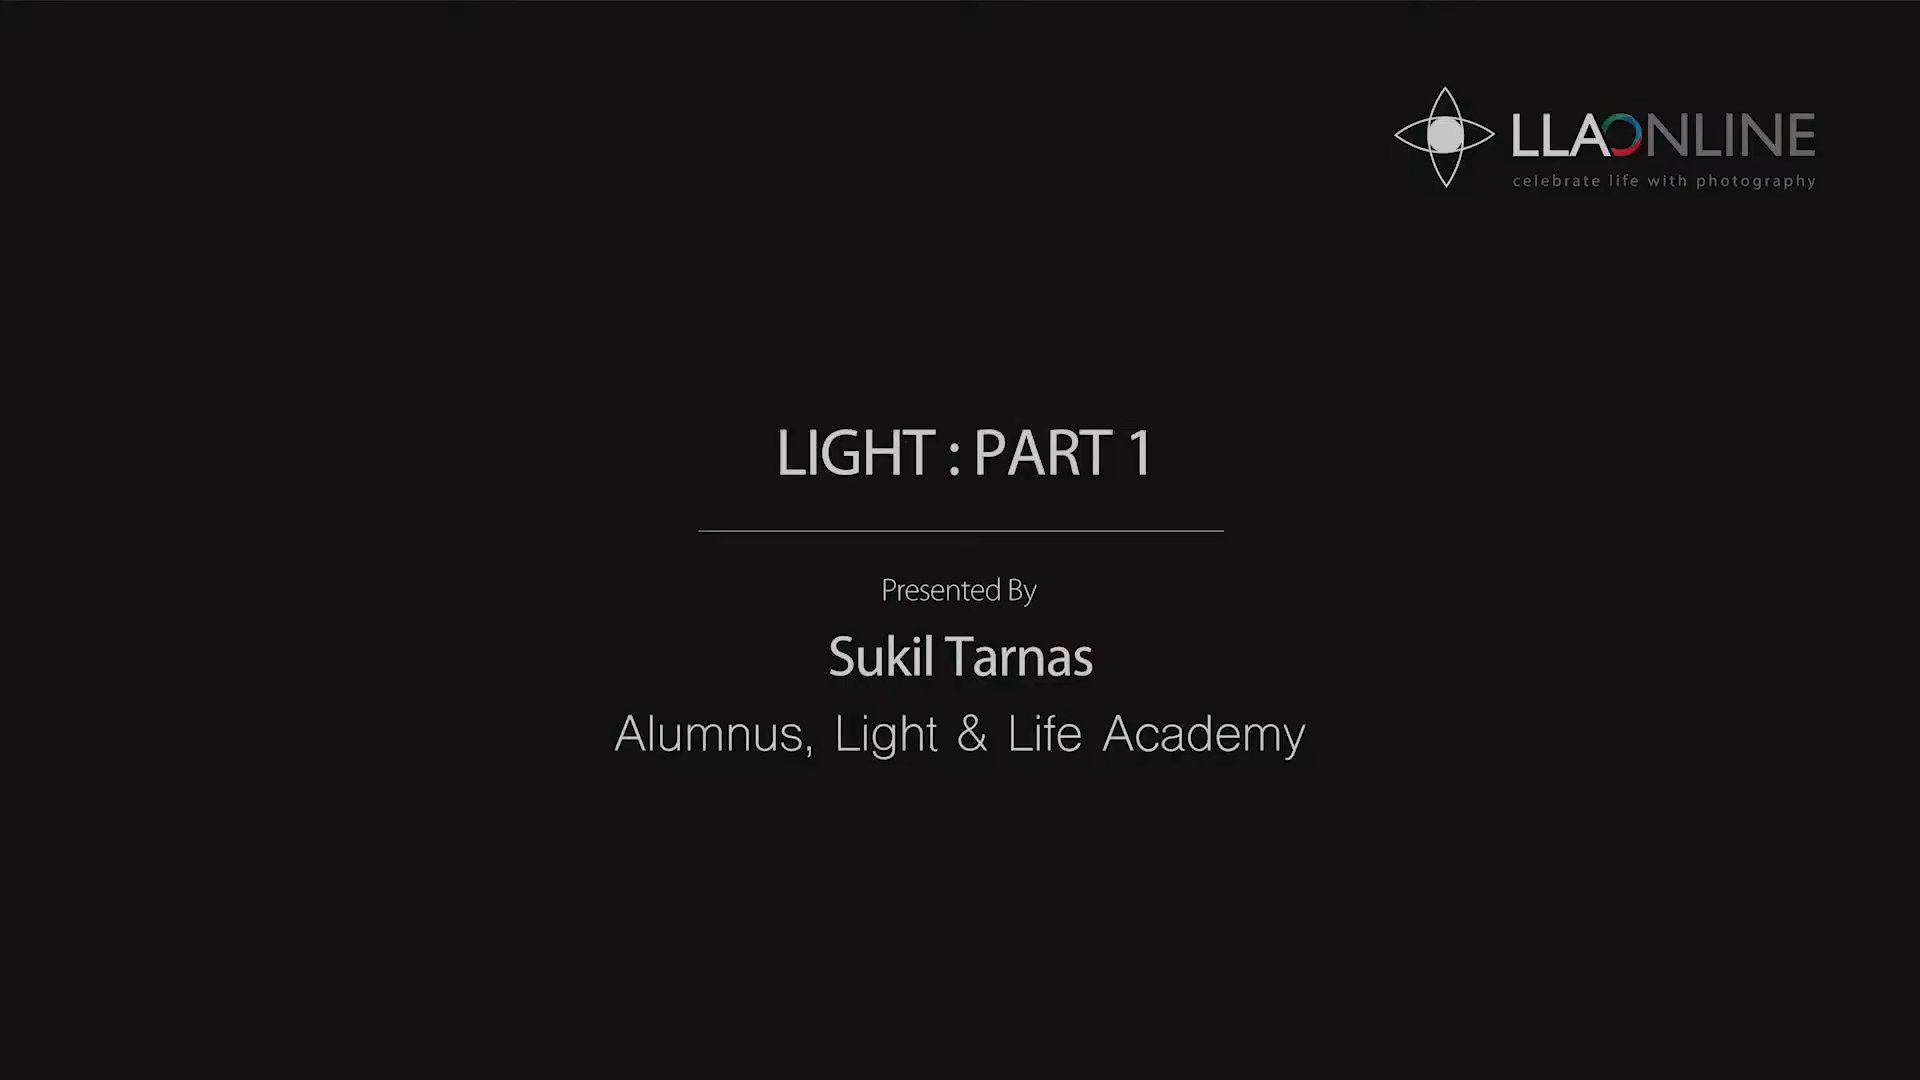 LLAONLINE
celebrate life with photography
LIGHT : PART 1
Presented By
Sukil Tarnas
Alumnus, Light & Life Academy